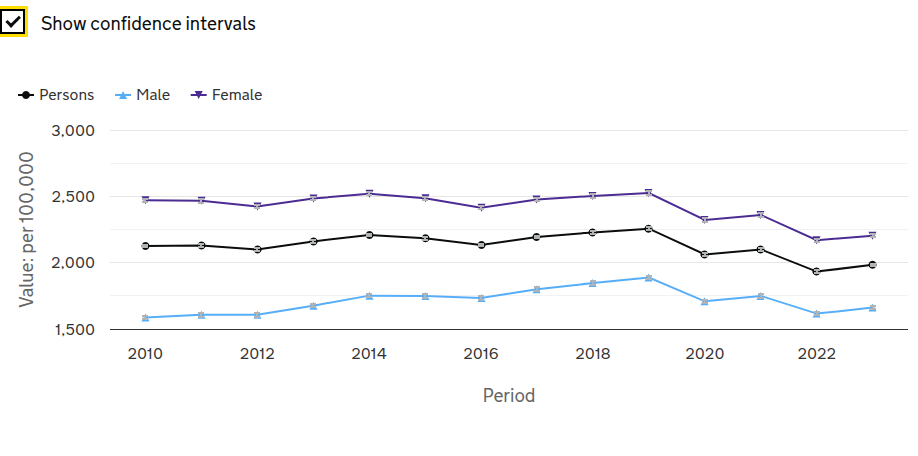 Show confidence intervals
Persons Male Female
3,000
2,500
2,000
1,500
Value: per 100,000
2010 2012 2014 2016 2018 2020 2022
Period